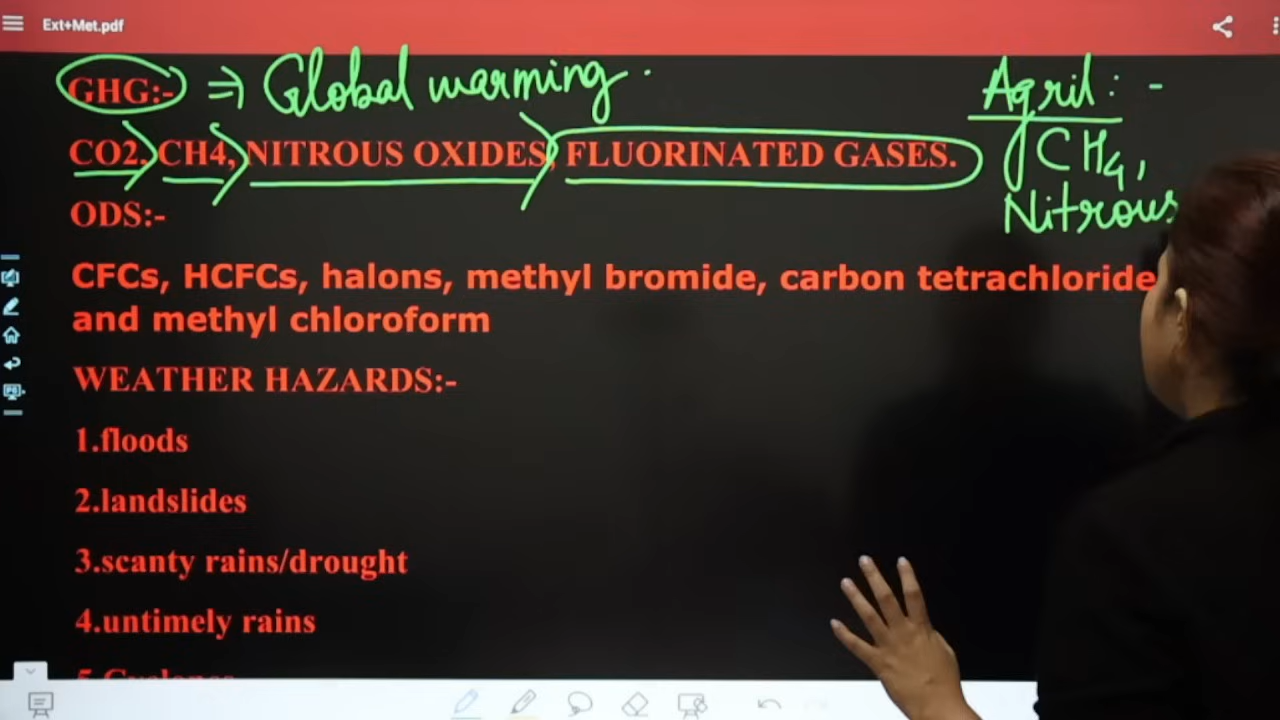 Ext+Met.pdf
GHG:- ⇒ Global warming.
Agril: -
CO2, CH4, NITROUS OXIDES, FLUORINATED GASES.
CH4,
Nitrous
ODS:-
CFCs, HCFCs, halons, methyl bromide, carbon tetrachloride
and methyl chloroform
WEATHER HAZARDS:-
1.floods
2.landslides
3.scanty rains/drought
4.untimely rains
5.Cyclones